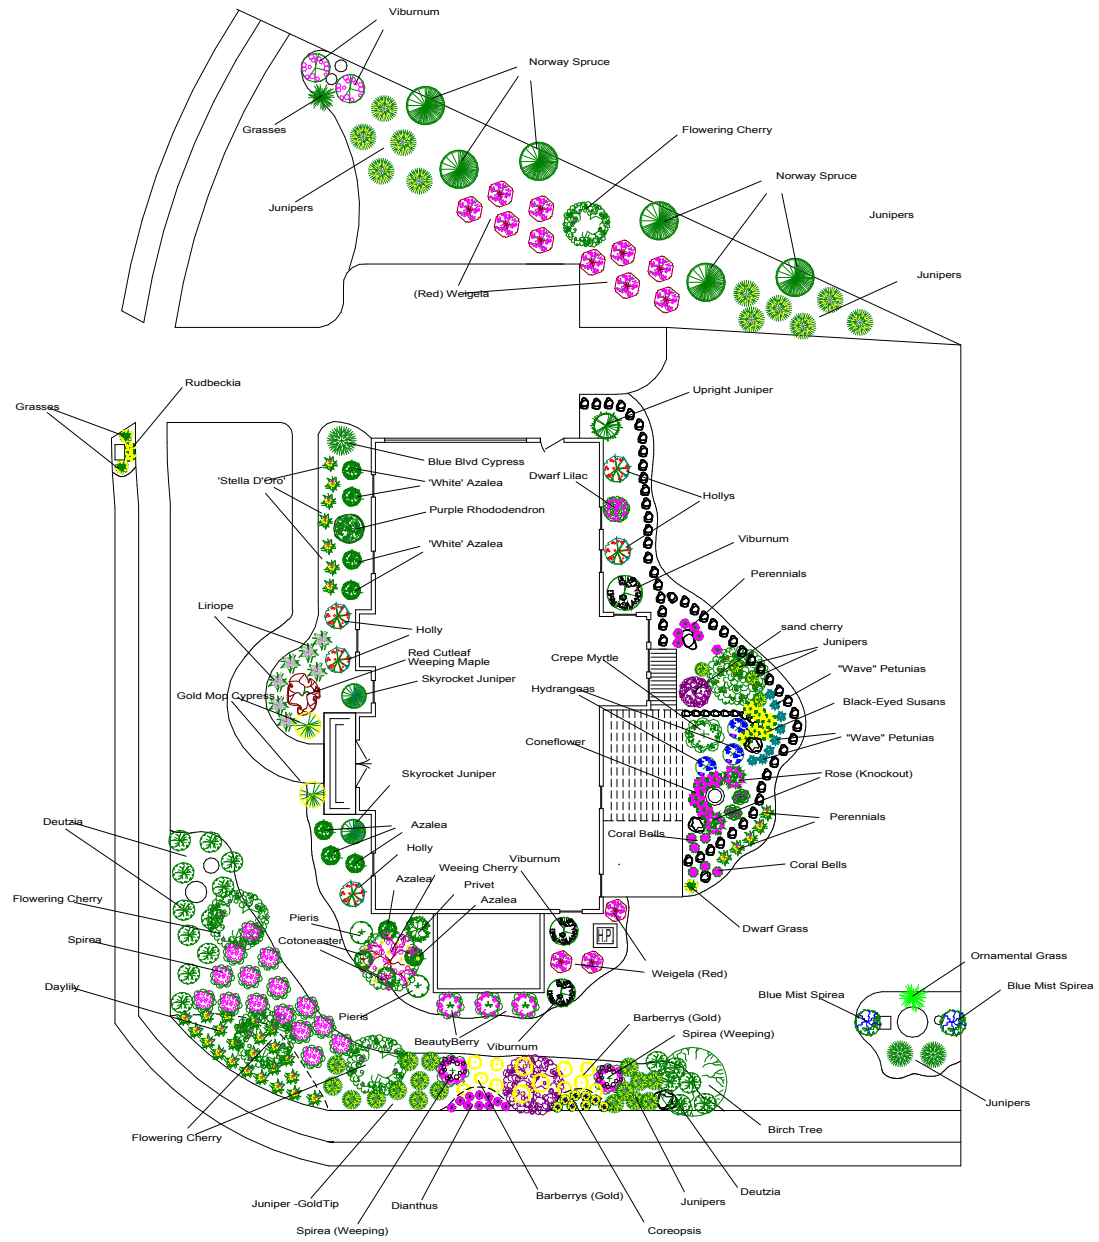 Viburnum
Norway Spruce
Grasses
Flowering Cherry
Norway Spruce
Junipers
Junipers
Junipers
(Red) Weigela
Rudbeckia
Grasses
Upright Juniper
Blue Blvd Cypress
'Stella D'Oro'
'White' Azalea
Dwarf Lilac
Hollys
Purple Rhododendron
'White' Azalea
Viburnum
Perennials
Liriope
Holly
sand cherry
Junipers
Red Cutleaf
Weeping Maple
Crepe Myrtle
"Wave" Petunias
Skyrocket Juniper
Hydrangeas
Gold Mop Cypress
Black-Eyed Susans
"Wave" Petunias
Coneflower
Skyrocket Juniper
Rose (Knockout)
Deutzia
Azalea
Perennials
Coral Bells
Holly
Viburnum
Weeing Cherry
Coral Bells
Azalea
Privet
Azalea
Flowering Cherry
Pieris
Dwarf Grass
Spirea
Cotoneaster
H.P.
Ornamental Grass
Weigela (Red)
Daylily
Blue Mist Spirea
Blue Mist Spirea
Pieris
Barberrys (Gold)
BeautyBerry
Viburnum
Spirea (Weeping)
Junipers
Flowering Cherry
Birch Tree
Juniper -GoldTip
Dianthus
Barberrys (Gold)
Junipers
Deutzia
Spirea (Weeping)
Coreopsis